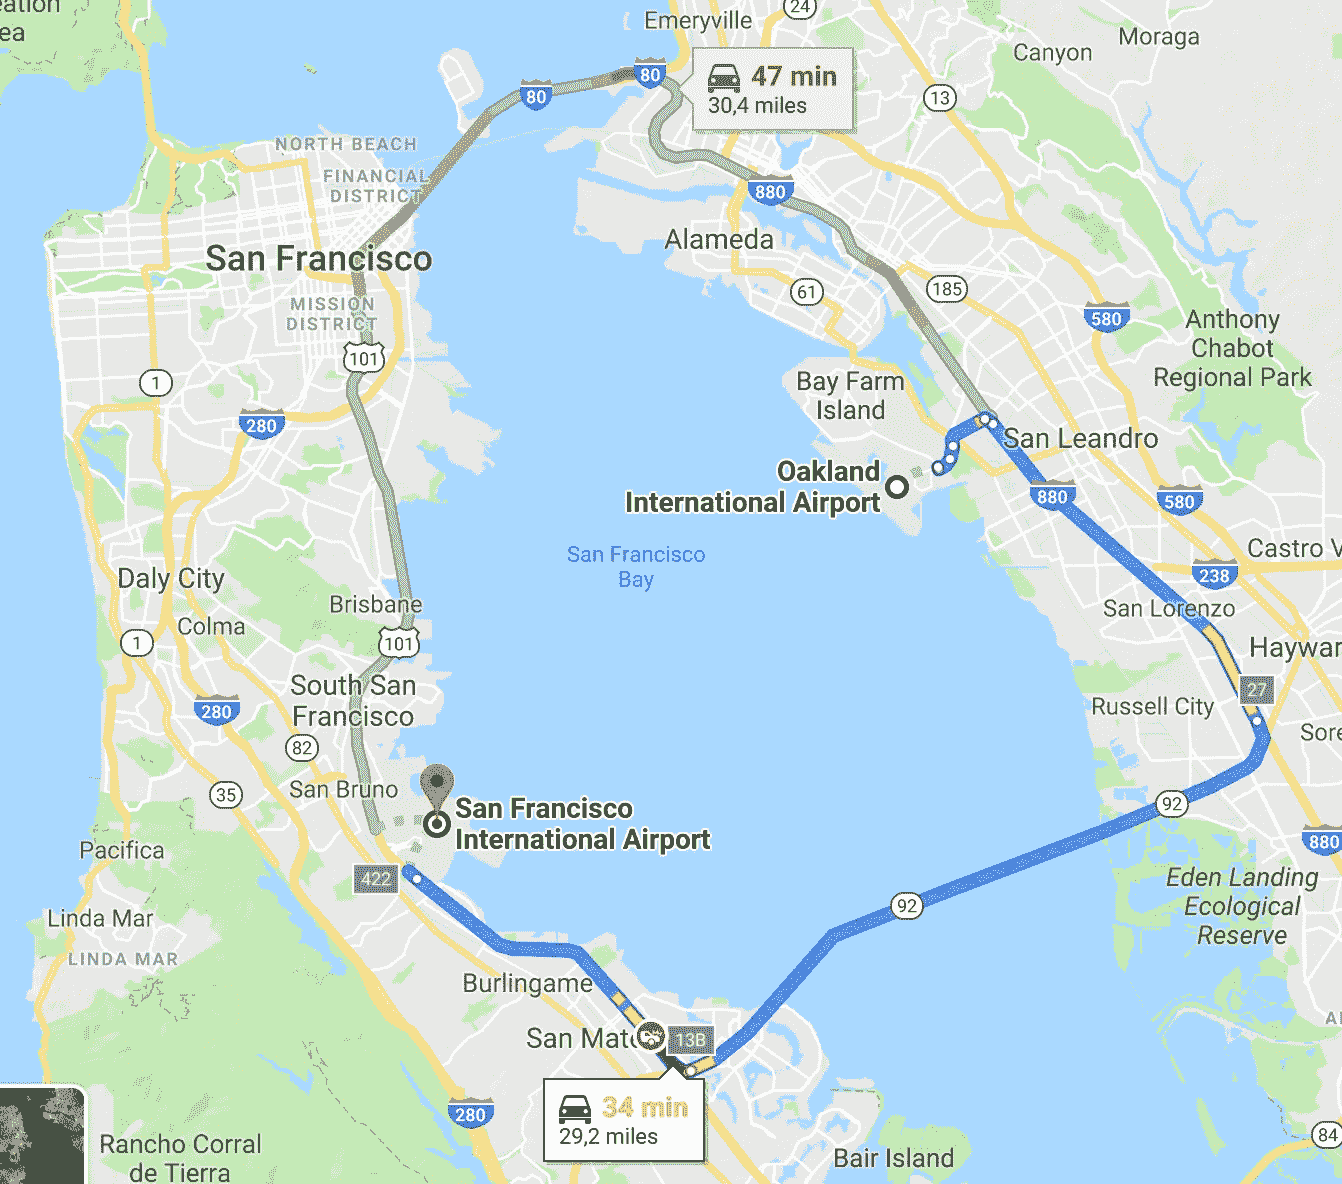 eation
ea
Emeryville
24
Moraga
Canyon
80
80
47 min
30,4 miles
13
NORTH BEACH
FINANCIAL
DISTRICT
880
Alameda
San Francisco
61
185
MISSION
DISTRICT
580
Anthony
Chabot
Regional Park
101
1
Bay Farm
Island
280
San Leandro
Oakland
International Airport
880
580
San Francisco
Bay
Castro V
238
Daly City
Brisbane
San Lorenzo
Colma
1
101
Haywar
South San
Francisco
27
280
Russell City
Sore
82
San Bruno
35
San Francisco
International Airport
92
Pacifica
880
422
Eden Landing
Ecological
Reserve
92
Linda Mar
LINDA MAR
Burlingame
San Mate
13B
A
34 min
29,2 miles
280
84
Rancho Corral
de Tierra
Bair Island